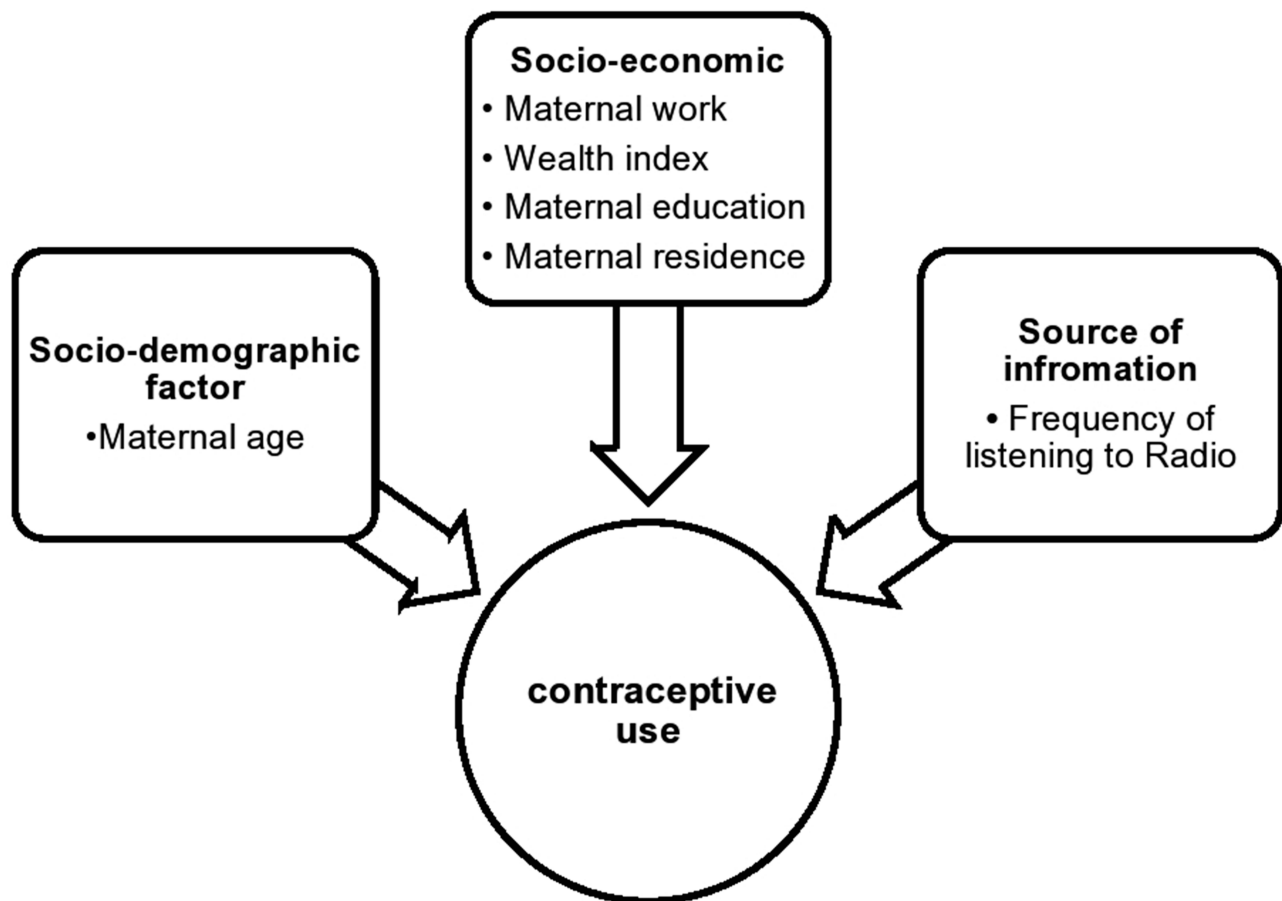 Socio-economic
• Maternal work
• Wealth index
• Maternal education
• Maternal residence
Socio-demographic
factor
•Maternal age
Source of
infromation
• Frequency of
listening to Radio
contraceptive
use